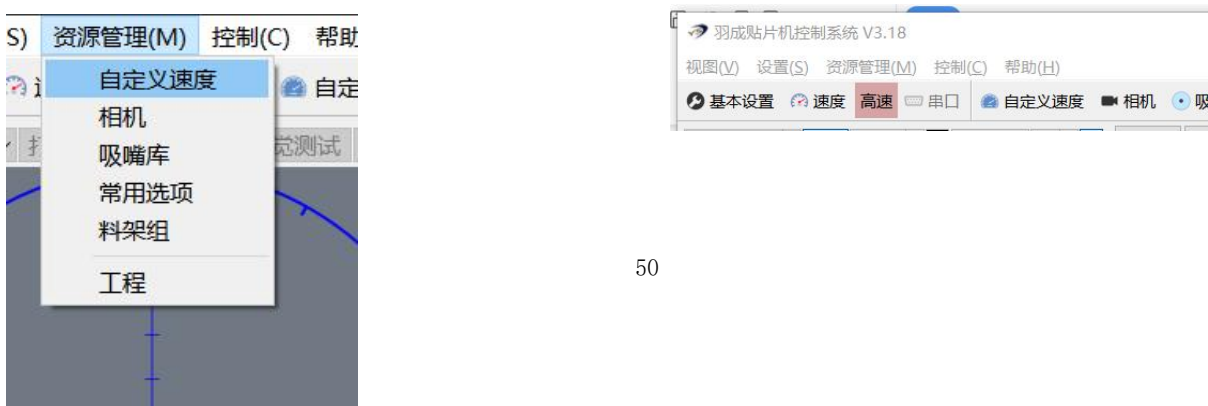 S) 资源管理(M) 控制(C) 帮助
自定义速度
相机
吸嘴库
常用选项
料架组
工程
自定
觉测试
羽成贴片机控制系统 V3.18
视图(V) 设置(S) 资源管理(M) 控制(C) 帮助(H)
基本设置 速度 高速 串口 自定义速度 相机 吸
50